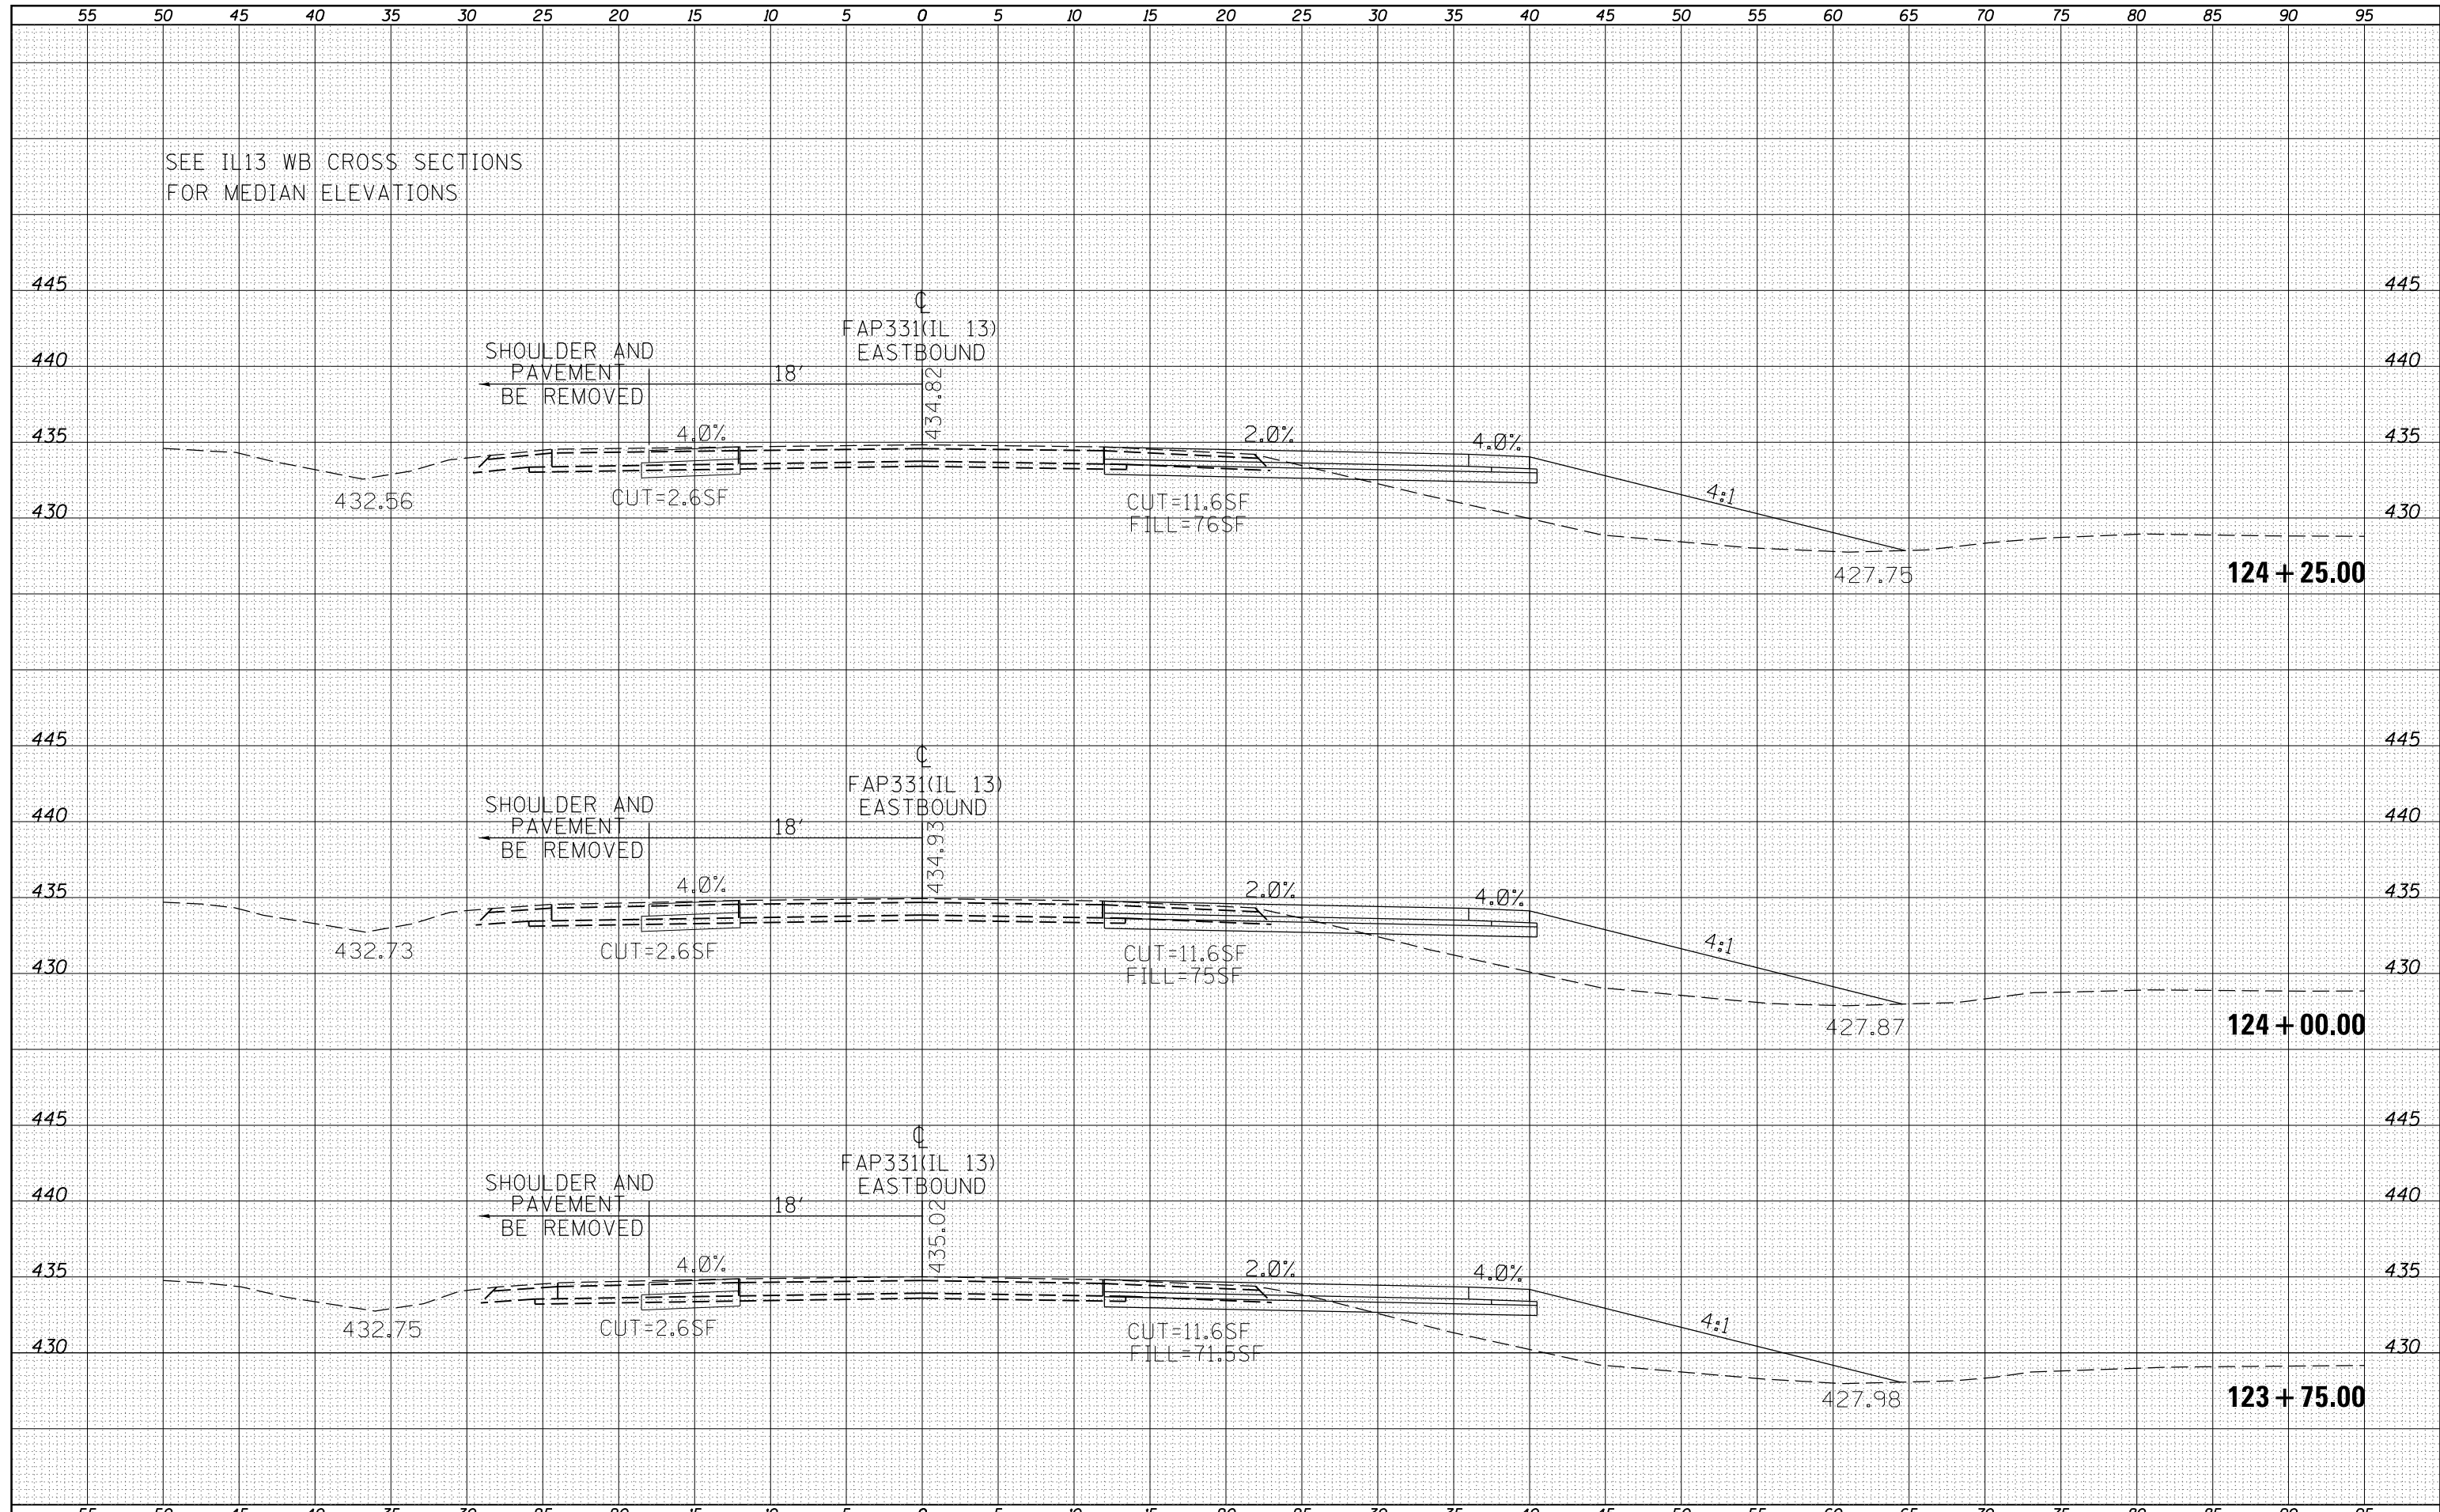 55 50 45 40 35 30 25 20 15 10 5 0 5 10 15 20 25 30 35 40 45 50 55 60 65 70 75 80 85 90 95
SEE IL13 WB CROSS SECTIONS
FOR MEDIAN ELEVATIONS
445 445
℄
FAP331(IL 13)
EASTBOUND
SHOULDER AND
PAVEMENT
BE REMOVED
18'
434.82
440 440
435 435
4.0%
2.0%
4.0%
432.56
CUT=2.6SF
CUT=11.6SF
FILL=76SF
4:1
430 430
427.75
124+25.00
445 445
℄
FAP331(IL 13)
EASTBOUND
SHOULDER AND
PAVEMENT
BE REMOVED
18'
434.93
440 440
435 435
4.0%
2.0%
4.0%
432.73
CUT=2.6SF
CUT=11.6SF
FILL=75SF
4:1
430 430
427.87
124+00.00
445 445
℄
FAP331(IL 13)
EASTBOUND
SHOULDER AND
PAVEMENT
BE REMOVED
18'
435.02
440 440
435 435
4.0%
2.0%
4.0%
432.75
CUT=2.6SF
CUT=11.6SF
FILL=71.5SF
4:1
430 430
427.98
123+75.00